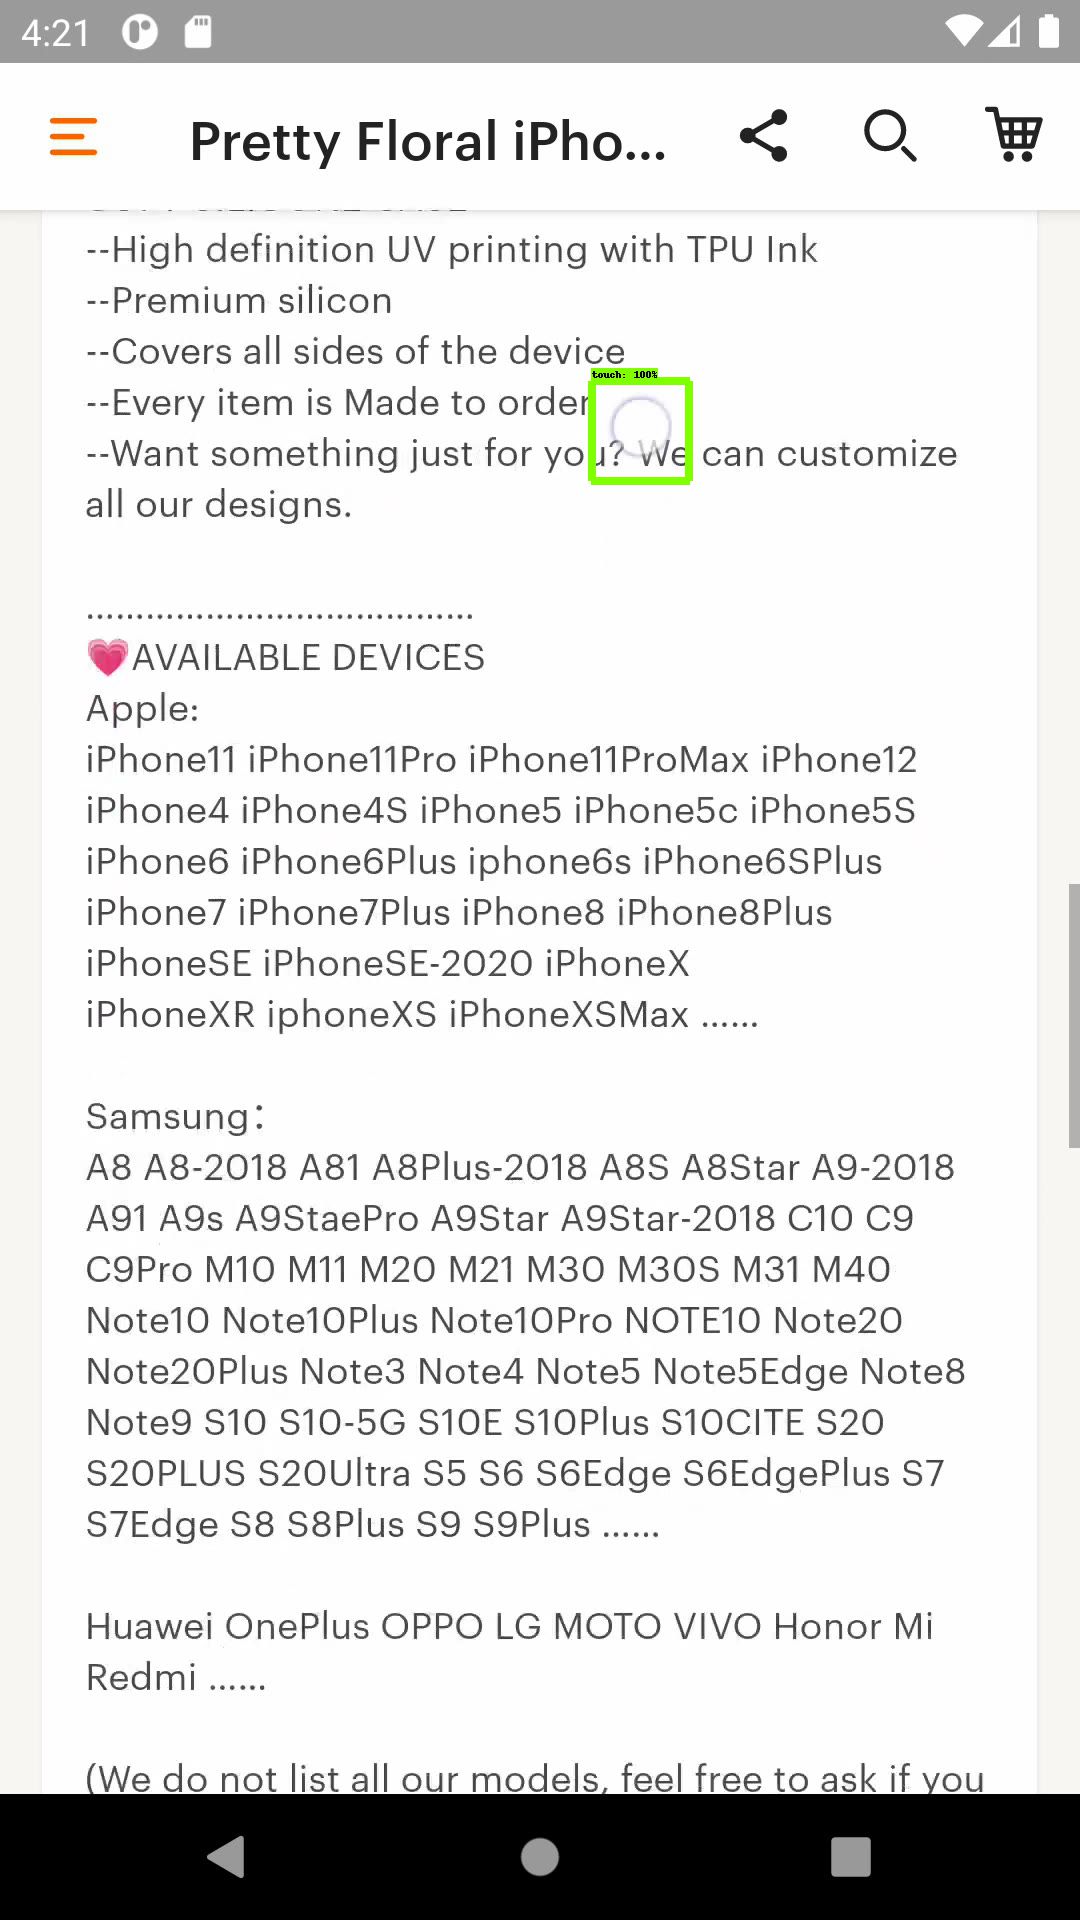 4:21
Pretty Floral iPho...
--High definition UV printing with TPU Ink
--Premium silicon
--Covers all sides of the device
touch: 100%
--Every item is Made to order
--Want something just for you? We can customize
all our designs.
.......................................
💗AVAILABLE DEVICES
Apple:
iPhone11 iPhone11Pro iPhone11ProMax iPhone12
iPhone4 iPhone4S iPhone5 iPhone5c iPhone5S
iPhone6 iPhone6Plus iphone6s iPhone6SPlus
iPhone7 iPhone7Plus iPhone8 iPhone8Plus
iPhoneSE iPhoneSE-2020 iPhoneX
iPhoneXR iphoneXS iPhoneXSMax ......
Samsung：
A8 A8-2018 A81 A8Plus-2018 A8S A8Star A9-2018
A91 A9s A9StaePro A9Star A9Star-2018 C10 C9
C9Pro M10 M11 M20 M21 M30 M30S M31 M40
Note10 Note10Plus Note10Pro NOTE10 Note20
Note20Plus Note3 Note4 Note5 Note5Edge Note8
Note9 S10 S10-5G S10E S10Plus S10CITE S20
S20PLUS S20Ultra S5 S6 S6Edge S6EdgePlus S7
S7Edge S8 S8Plus S9 S9Plus ......
Huawei OnePlus OPPO LG MOTO VIVO Honor Mi
Redmi ......
(We do not list all our models, feel free to ask if you